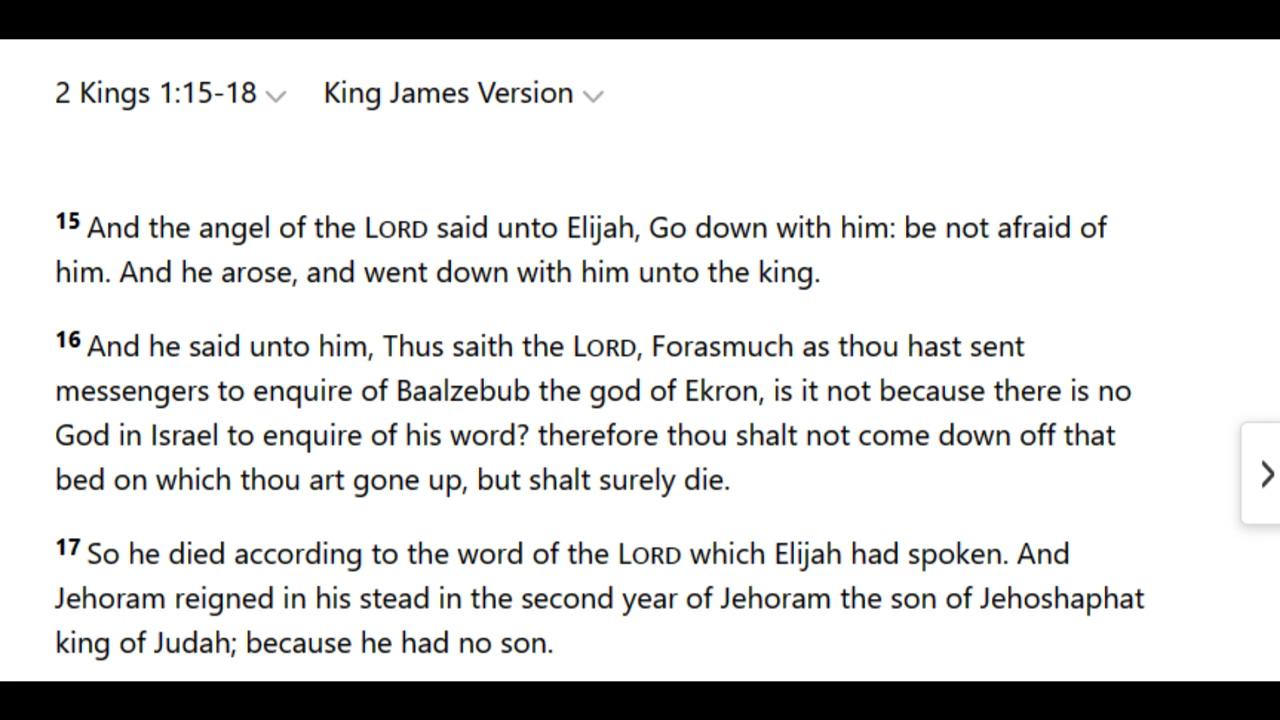 2 Kings 1:15-18 King James Version
15 And the angel of the LORD said unto Elijah, Go down with him: be not afraid of
him. And he arose, and went down with him unto the king.
16 And he said unto him, Thus saith the LORD, Forasmuch as thou hast sent
messengers to enquire of Baalzebub the god of Ekron, is it not because there is no
God in Israel to enquire of his word? therefore thou shalt not come down off that
bed on which thou art gone up, but shalt surely die.
17 So he died according to the word of the LORD which Elijah had spoken. And
Jehoram reigned in his stead in the second year of Jehoram the son of Jehoshaphat
king of Judah; because he had no son.